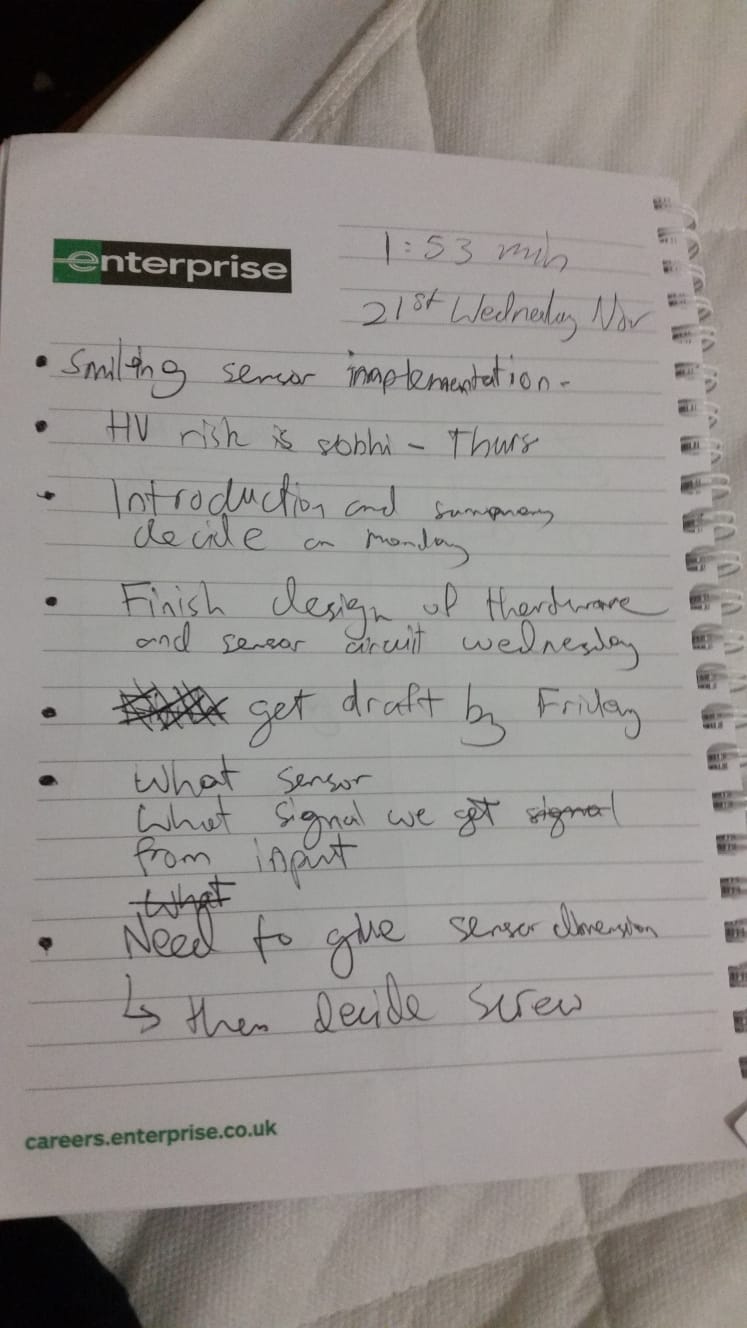 enterprise
1:53 min
21st Wednesday Nov
• sensor implementation -
• HV risk is sobhi - Thurs
• Introduction and summary
decide on monday
• Finish design of hardware
and sensor circuit wednesday
• get draft by Friday
• What sensor
What signal we get signal
from input
What
• Need to give sensor dimension
↳ then decide screw
careers.enterprise.co.uk